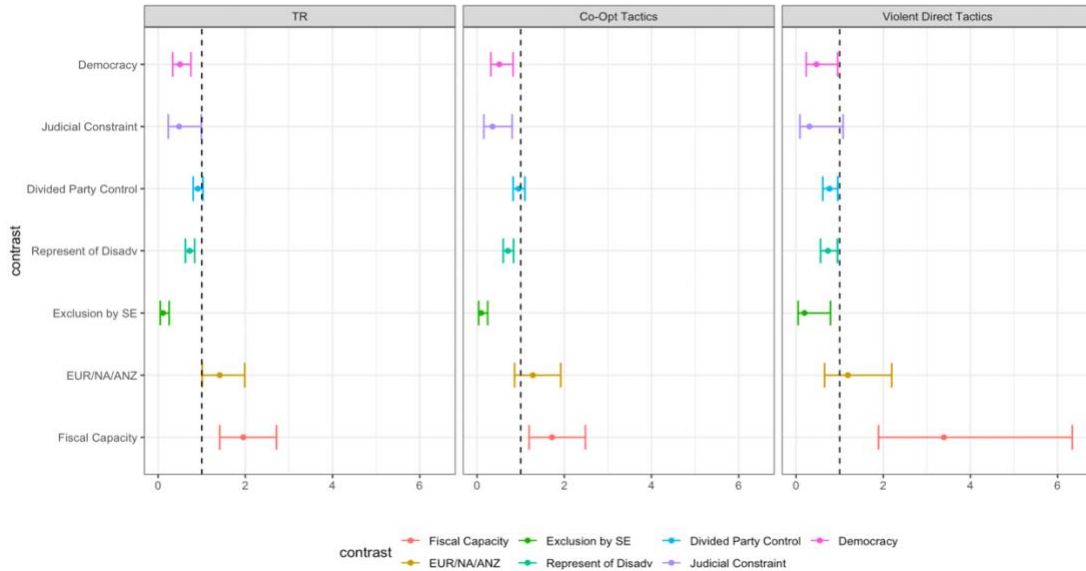 TR Co-Opt Tactics Violent Direct Tactics
Democracy
Judicial Constraint
Divided Party Control
Represent of Disadv
Exclusion by SE
EUR/NA/ANZ
Fiscal Capacity
contrast
0 2 4 6 0 2 4 6 0 2 4 6
contrast
Fiscal Capacity Exclusion by SE Divided Party Control Democracy
EUR/NA/ANZ Represent of Disadv Judicial Constraint